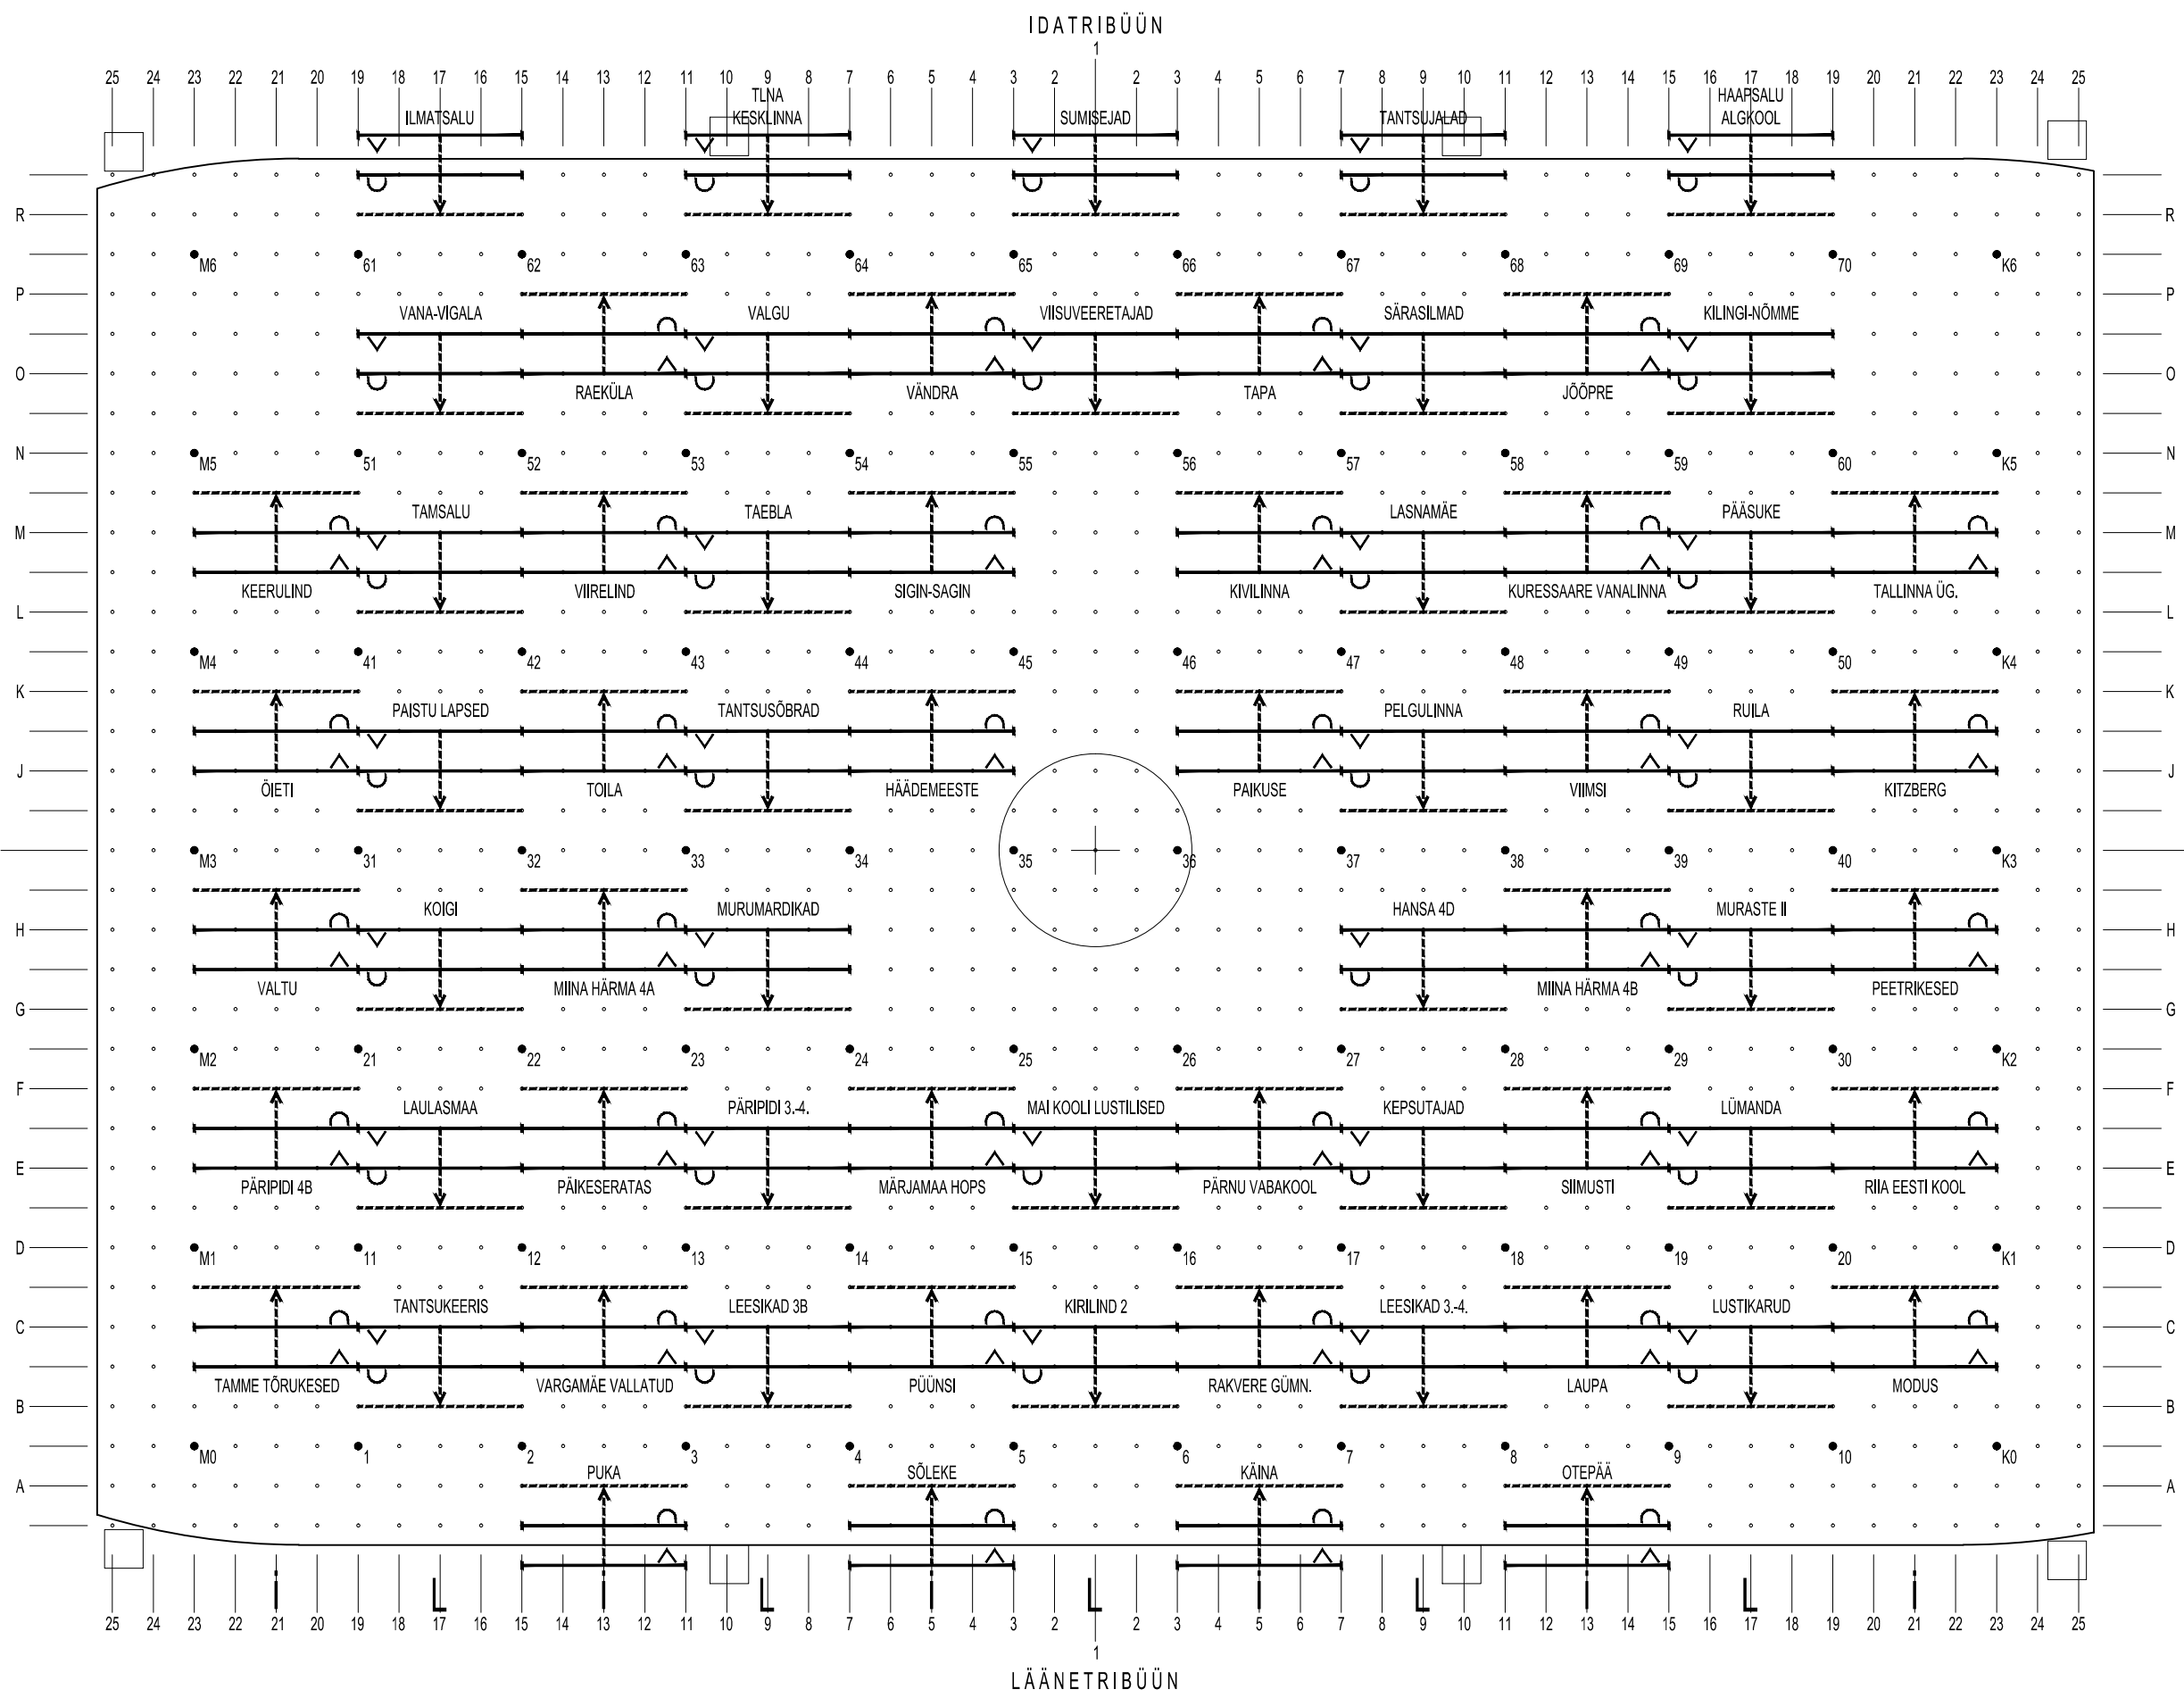 IDATRIBÜÜN
1
25 24 23 22 21 20 19 18 17 16 15 14 13 12 11 10 9 8 7 6 5 4 3 2 2 3 4 5 6 7 8 9 10 11 12 13 14 15 16 17 18 19 20 21 22 23 24 25
TLNA HAAPSALU
ILMATSALU KESKLINNA SUMISEJAD TANTSUJALAD ALGKOOL
R R
M6 61 62 63 64 65 66 67 68 69 70 K6
P P
VANA-VIGALA VALGU VIISUVEERETAJAD SÄRASILMAD KILINGI-NÕMME
O O
RAEKÜLA VÄNDRA TAPA JÕÕPRE
N M5 51 52 53 54 55 56 57 58 59 60 K5 N
TAMSALU TAEBLA LASNAMÄE PÄÄSUKE
M M
KEERULIND VIIRELIND SIGIN-SAGIN KIVILINNA KURESSAARE VANALINNA TALLINNA ÜG.
L L
M4 41 42 43 44 45 46 47 48 49 50 K4
K K
PAISTU LAPSED TANTSUSÕBRAD PELGULINNA RUILA
J J
ÖIETI TOILA HÄÄDEMEESTE PAIKUSE VIIMSI KITZBERG
M3 31 32 33 34 35 36 37 38 39 40 K3
KOIGI MURUMARDIKAD HANSA 4D MURASTE II
H H
VALTU MIINA HÄRMA 4A MIINA HÄRMA 4B PEETRIKESED
G G
M2 21 22 23 24 25 26 27 28 29 30 K2
F F
LAULASMAA PÄRIPIDI 3.-4. MAI KOOLI LUSTILISED KEPSUTAJAD LÜMANDA
E E
PÄRIPIDI 4B PÄIKESERATAS MÄRJAMAA HOPS PÄRNU VABAKOOL SIIMUSTI RIIA EESTI KOOL
D M1 11 12 13 14 15 16 17 18 19 20 K1 D
TANTSUKEERIS LEESIKAD 3B KIRILIND 2 LEESIKAD 3.-4. LUSTIKARUD
C C
TAMME TÕRUKESED VARGAMÄE VALLATUD PÜÜNSI RAKVERE GÜMN. LAUPA MODUS
B B
M0 1 2 3 4 5 6 7 8 9 10 K0
PUKA SÕLEKE KÄINA OTEPÄÄ
A A
I L I L I L I L I L I
25 24 23 22 21 20 19 18 17 16 15 14 13 12 11 10 9 8 7 6 5 4 3 2 2 3 4 5 6 7 8 9 10 11 12 13 14 15 16 17 18 19 20 21 22 23 24 25
1
LÄÄNETRIBÜÜN